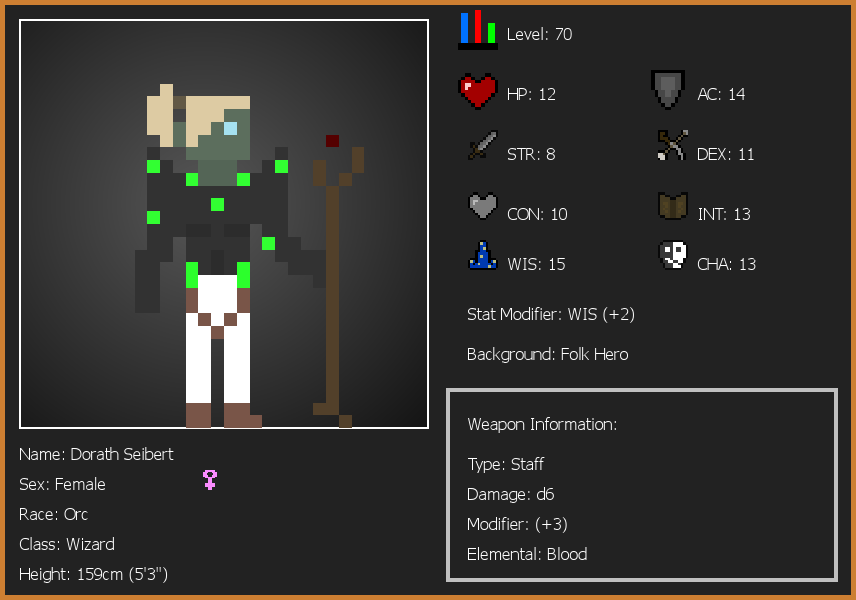 Level: 70
HP: 12
AC: 14
STR: 8
DEX: 11
CON: 10
INT: 13
WIS: 15
CHA: 13
Stat Modifier: WIS (+2)
Background: Folk Hero
Weapon Information:
Type: Staff
Damage: d6
Modifier: (+3)
Elemental: Blood
Name: Dorath Seibert
Sex: Female
Race: Orc
Class: Wizard
Height: 159cm (5'3")